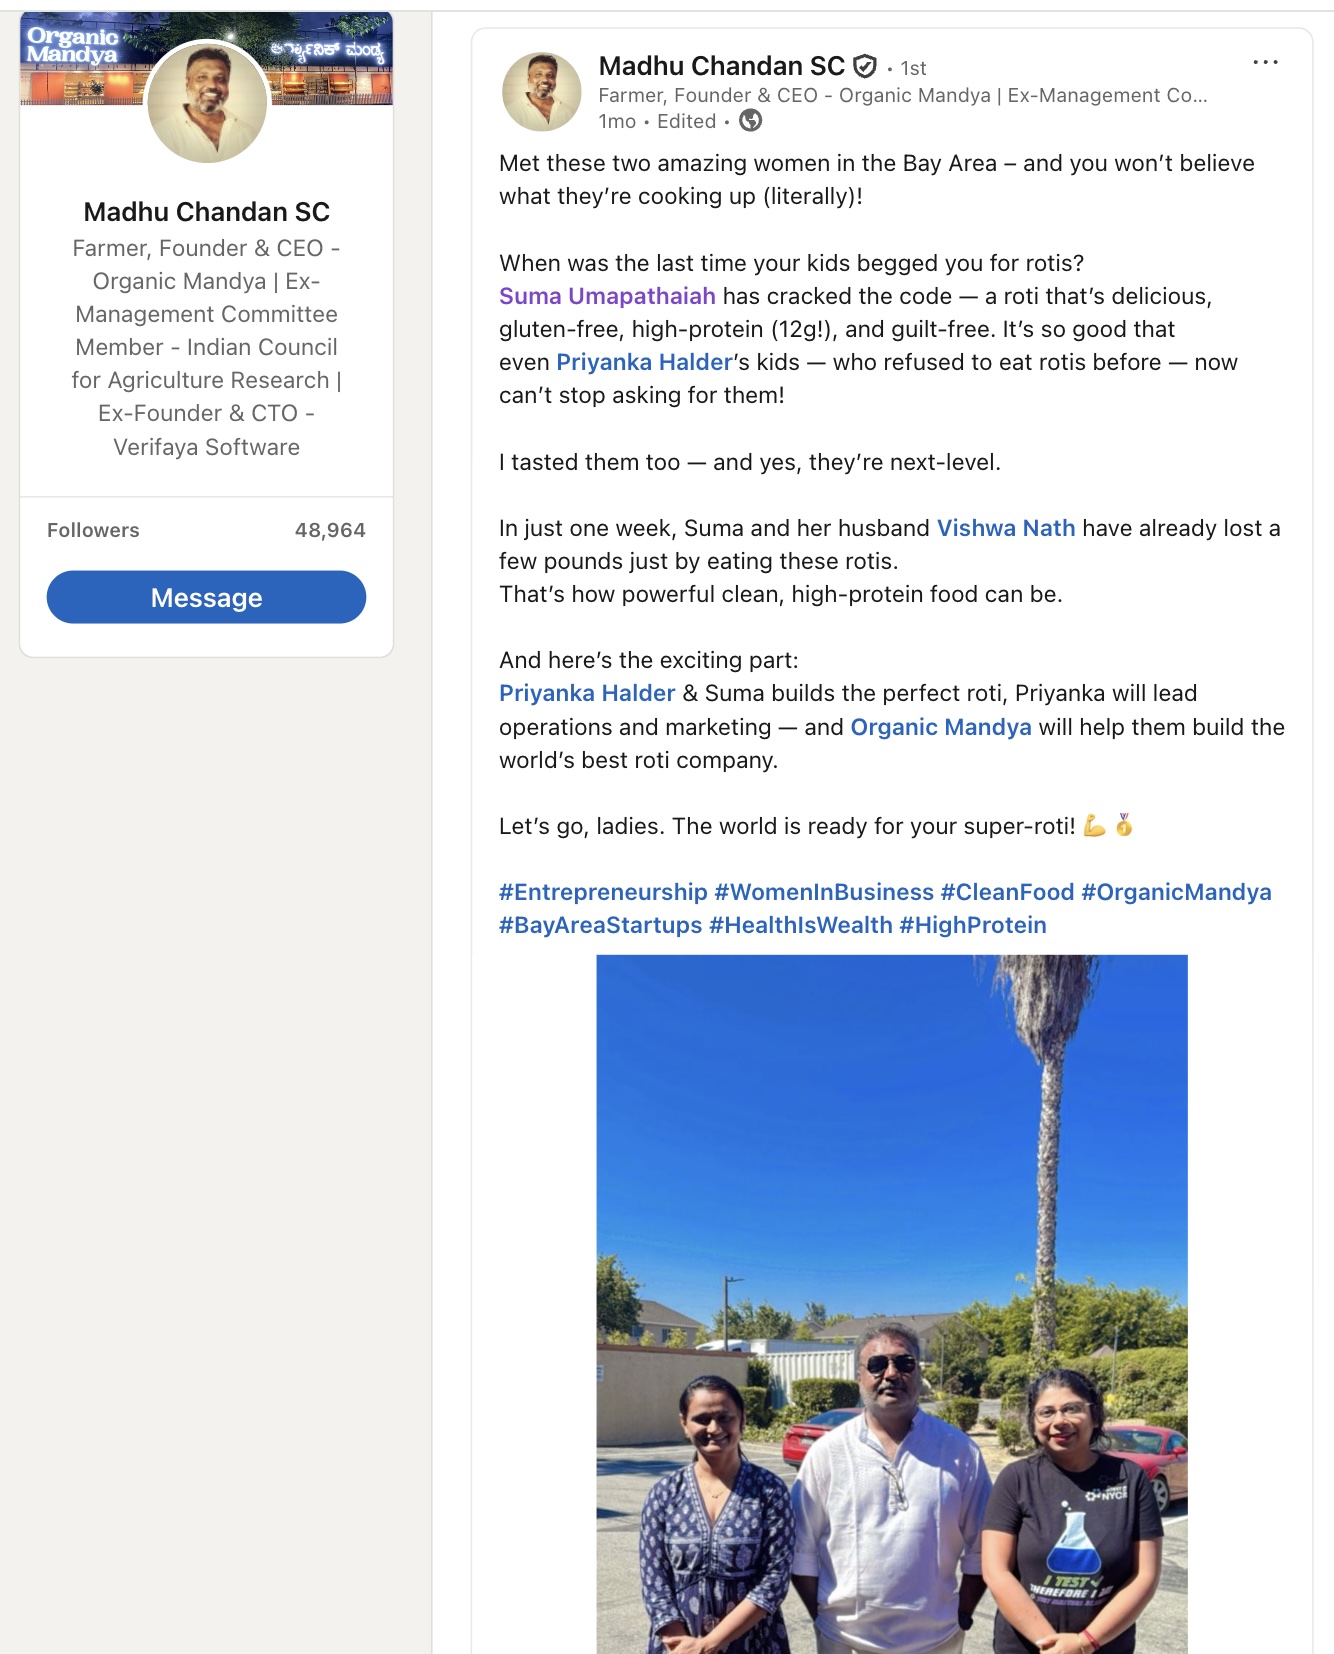 Organic
Mandya
ಆರ್ಗ್ಯಾನಿಕ್ ಮಂಡ್ಯ
Madhu Chandan SC
Farmer, Founder & CEO -
Organic Mandya | Ex-
Management Committee
Member - Indian Council
for Agriculture Research |
Ex-Founder & CTO -
Verifaya Software
Followers 48,964
Message
Madhu Chandan SC • 1st
Farmer, Founder & CEO - Organic Mandya | Ex-Management Co...
1mo • Edited •
Met these two amazing women in the Bay Area – and you won’t believe
what they’re cooking up (literally)!
When was the last time your kids begged you for rotis?
Suma Umapathaiah has cracked the code — a roti that’s delicious,
gluten-free, high-protein (12g!), and guilt-free. It’s so good that
even Priyanka Halder’s kids — who refused to eat rotis before — now
can’t stop asking for them!
I tasted them too — and yes, they’re next-level.
In just one week, Suma and her husband Vishwa Nath have already lost a
few pounds just by eating these rotis.
That’s how powerful clean, high-protein food can be.
And here’s the exciting part:
Priyanka Halder & Suma builds the perfect roti, Priyanka will lead
operations and marketing — and Organic Mandya will help them build the
world’s best roti company.
Let’s go, ladies. The world is ready for your super-roti! 💪 🥇
#Entrepreneurship #WomenInBusiness #CleanFood #OrganicMandya
#BayAreaStartups #HealthIsWealth #HighProtein
NYCE
I TEST
THEREFORE I